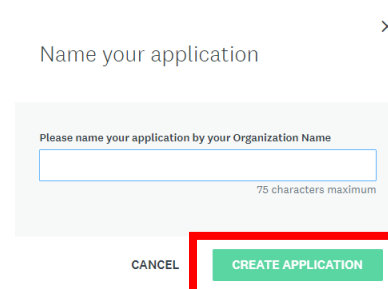 Name your application
Please name your application by your Organization Name
75 characters maximum
CANCEL
CREATE APPLICATION